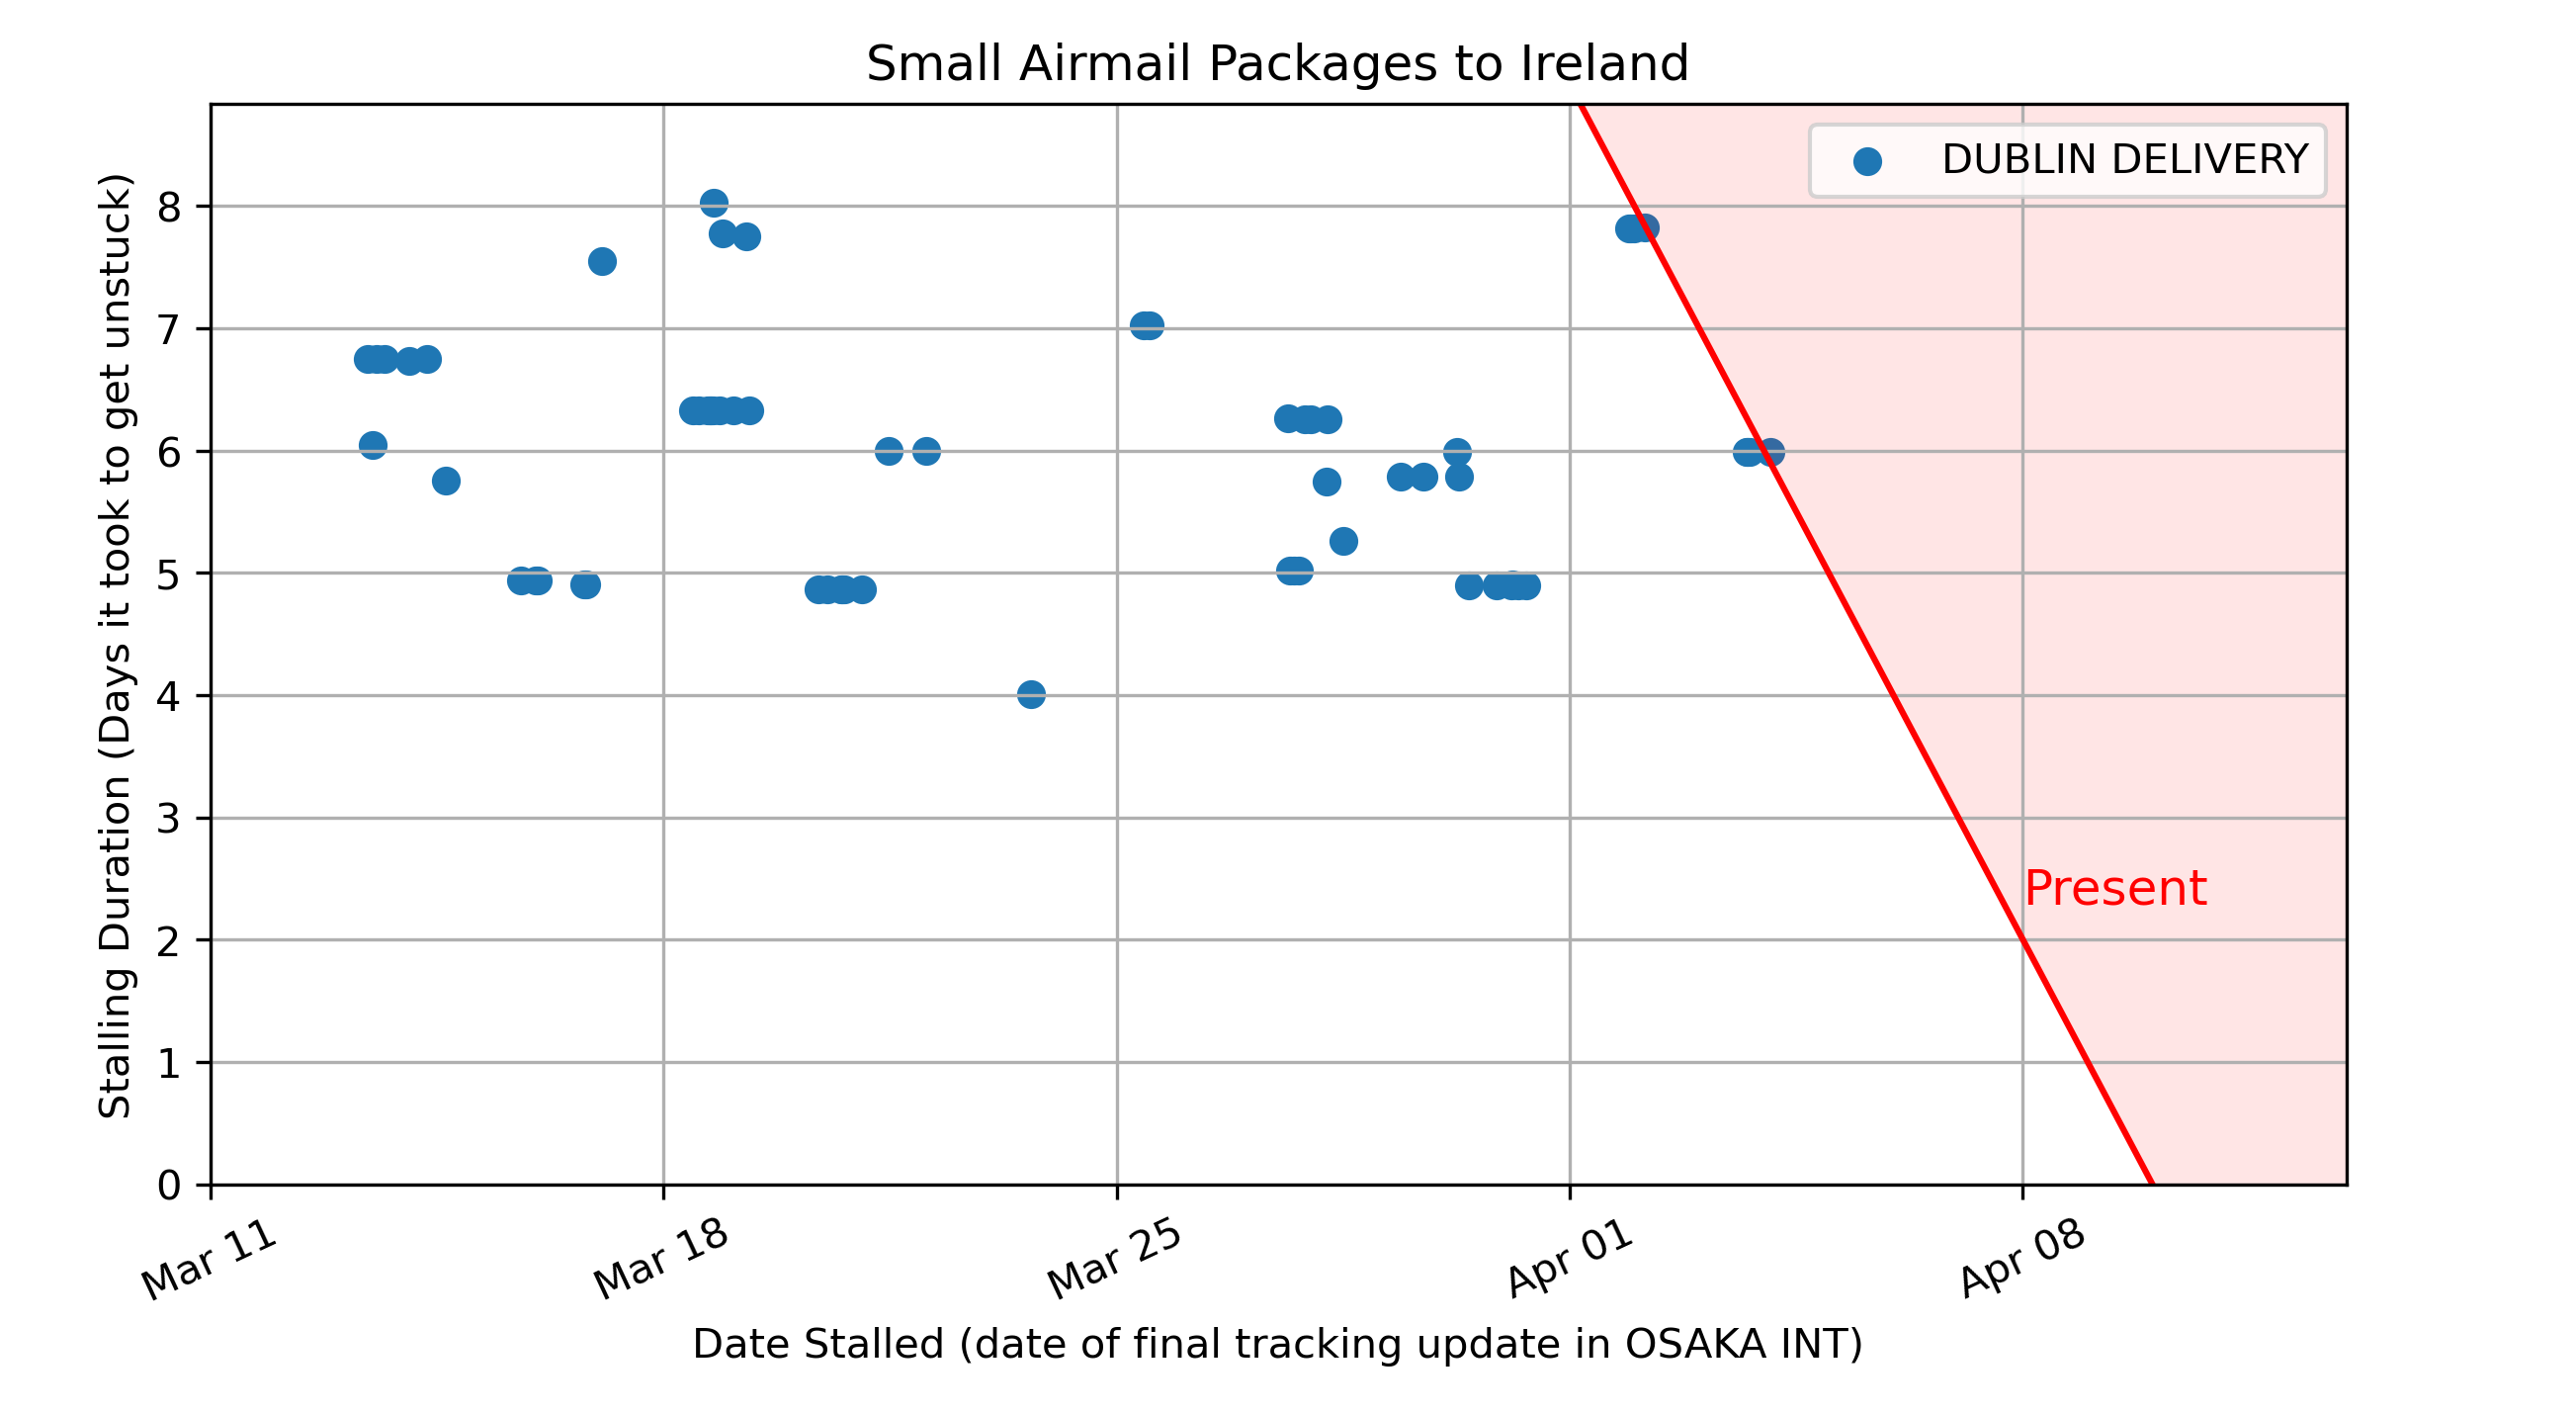 Small Airmail Packages to Ireland
DUBLIN DELIVERY
Stalling Duration (Days it took to get unstuck)
8
7
6
5
4
3
2
1
0
Present
Mar 11
Mar 18
Mar 25
Apr 01
Apr 08
Date Stalled (date of final tracking update in OSAKA INT)